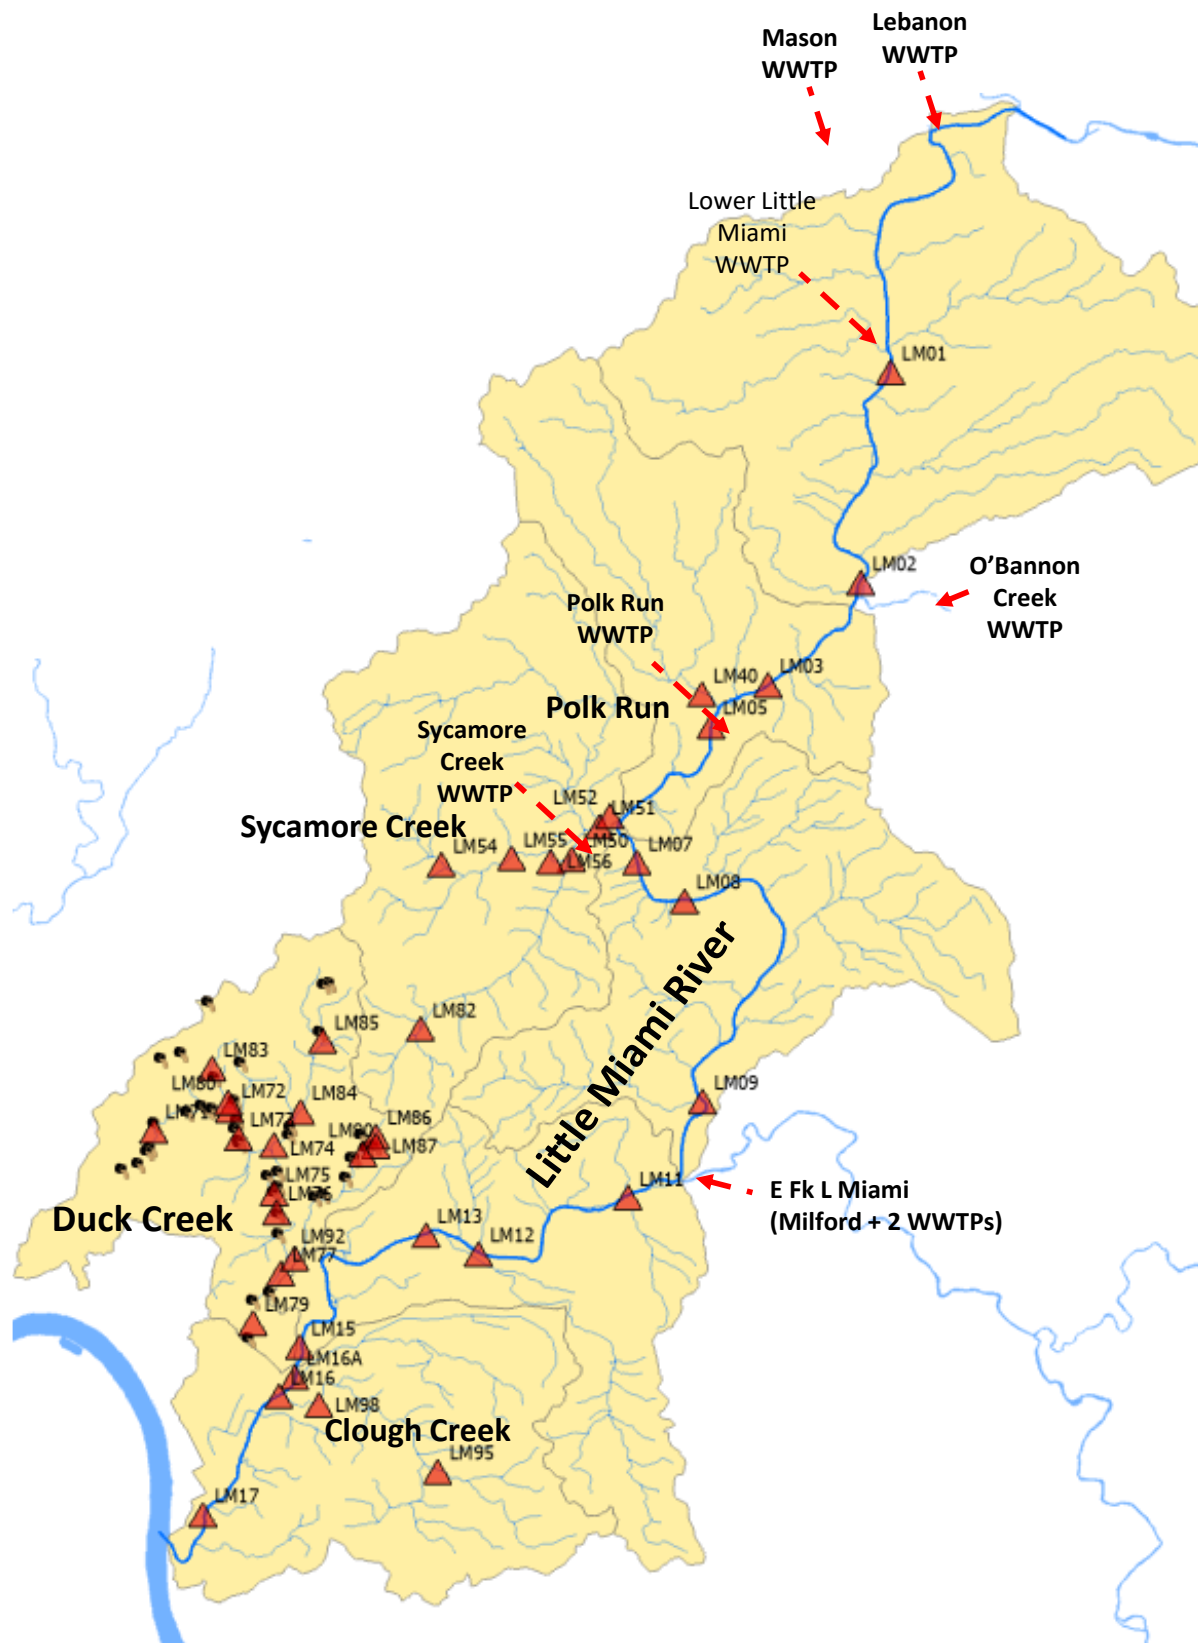 Lebanon
WWTP
Mason
WWTP
Lower Little
Miami
WWTP
LM01
LM02
O'Bannon
Creek
WWTP
Polk Run
WWTP
LM40
LM03
Polk Run
LM05
Sycamore
Creek
WWTP
LM52
LM51
Sycamore Creek
LM50
LM54
LM55
LM56
LM07
LM08
Little Miami River
LM82
LM85
LM83
LM72
LM84
LM86
LM87
LM74
LM75
LM76
LM09
LM11
E Fk L Miami
(Milford + 2 WWTPs)
Duck Creek
LM13
LM12
LM92
LM77
LM79
LM15
LM16A
LM16
LM98
Clough Creek
LM95
LM17